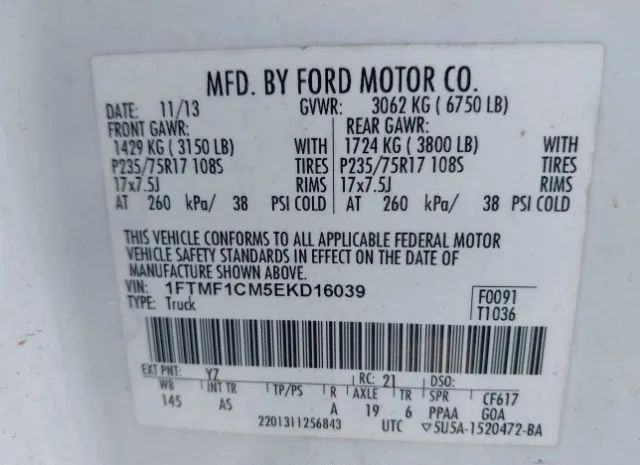 MFD. BY FORD MOTOR CO.
DATE: 11/13 GVWR: 3062 KG ( 6750 LB)
FRONT GAWR: REAR GAWR:
1429 KG ( 3150 LB) WITH 1724 KG ( 3800 LB) WITH
P235/75R17 108S TIRES P235/75R17 108S TIRES
17x7.5J RIMS 17x7.5J RIMS
AT 260 kPa/ 38 PSI COLD AT 260 kPa/ 38 PSI COLD
THIS VEHICLE CONFORMS TO ALL APPLICABLE FEDERAL MOTOR
VEHICLE SAFETY STANDARDS IN EFFECT ON THE DATE OF
MANUFACTURE SHOWN ABOVE.
VIN: 1FTMF1CM5EKD16039 F0091
TYPE: Truck T1036
EXT PNT: YZ RC: 21 DSO:
WB INT TR TP/PS R AXLE TR SPR CF617
145 AS A 19 6 PPAA GOA
2201311256843 UTC ▽5U5A-1520472-BA